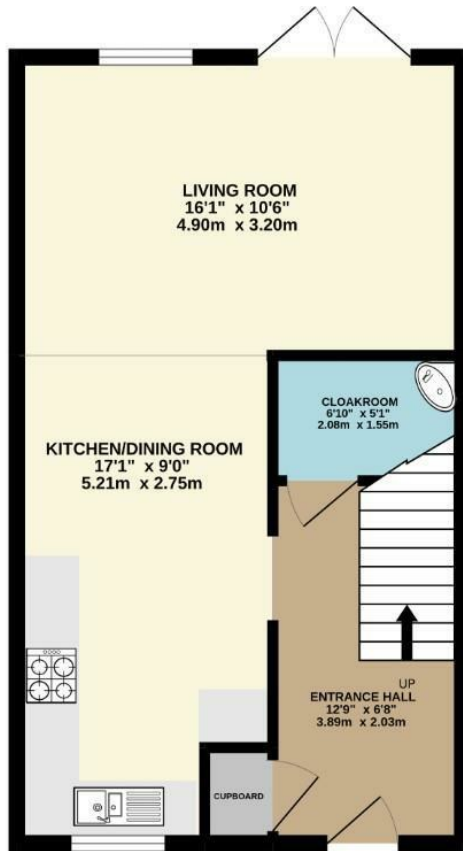 LIVING ROOM
16'1" x 10'6"
4.90m x 3.20m
CLOAKROOM
6'10" x 5'1"
2.08m x 1.55m
KITCHEN/DINING ROOM
17'1" x 9'0"
5.21m x 2.75m
UP
ENTRANCE HALL
12'9" x 6'8"
3.89m x 2.03m
CUPBOARD